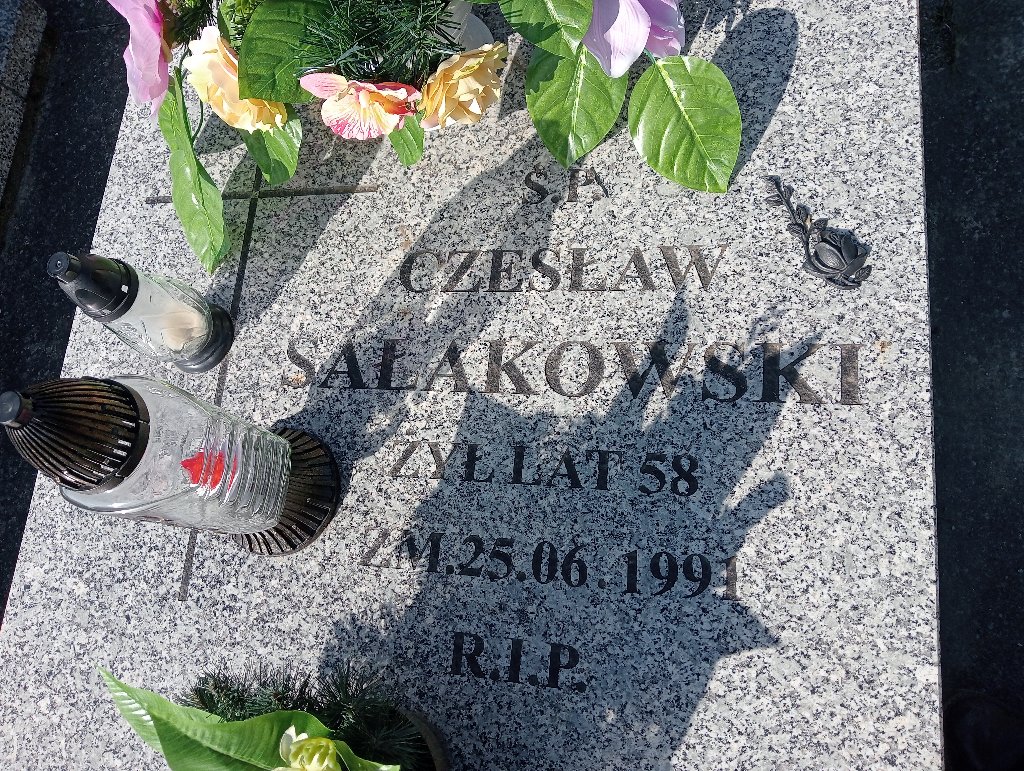 Ś.P.
CZESŁAW
SAŁAKOWSKI
ŻYŁ LAT 58
ZM.25.06.1991
R.I.P.